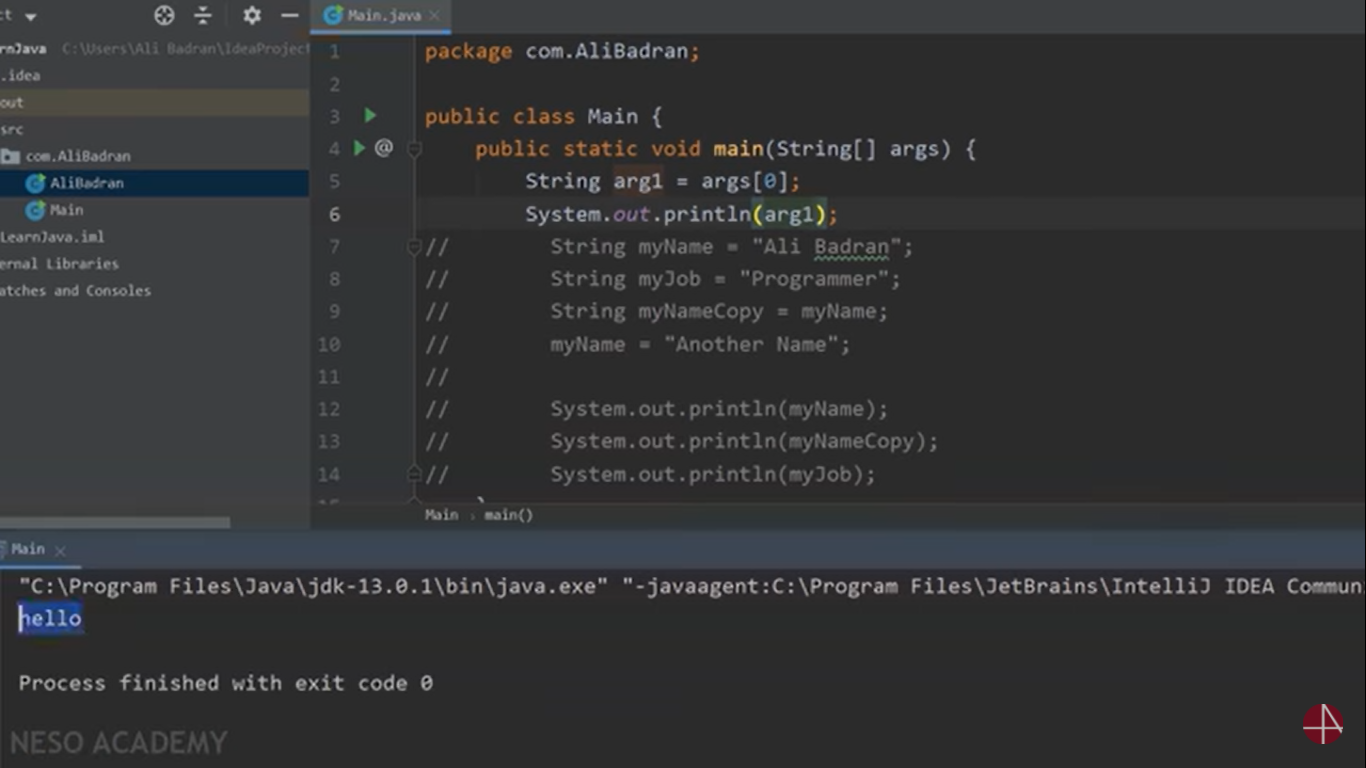 ct
Main.java
rnJava C:\Users\Ali Badran\IdeaProject
.idea
out
src
com.AliBadran
AliBadran
Main
LearnJava.iml
ernal Libraries
atches and Consoles
1 package com.AliBadran;
2
3 public class Main {
4 @ public static void main(String[] args) {
5 String arg1 = args[0];
6 System.out.println(arg1);
7 // String myName = "Ali Badran";
8 // String myJob = "Programmer";
9 // String myNameCopy = myName;
10 // myName = "Another Name";
11 //
12 // System.out.println(myName);
13 // System.out.println(myNameCopy);
14 // System.out.println(myJob);
Main › main()
Main
"C:\Program Files\Java\jdk-13.0.1\bin\java.exe" "-javaagent:C:\Program Files\JetBrains\IntelliJ IDEA Commun
hello
Process finished with exit code 0
NESO ACADEMY